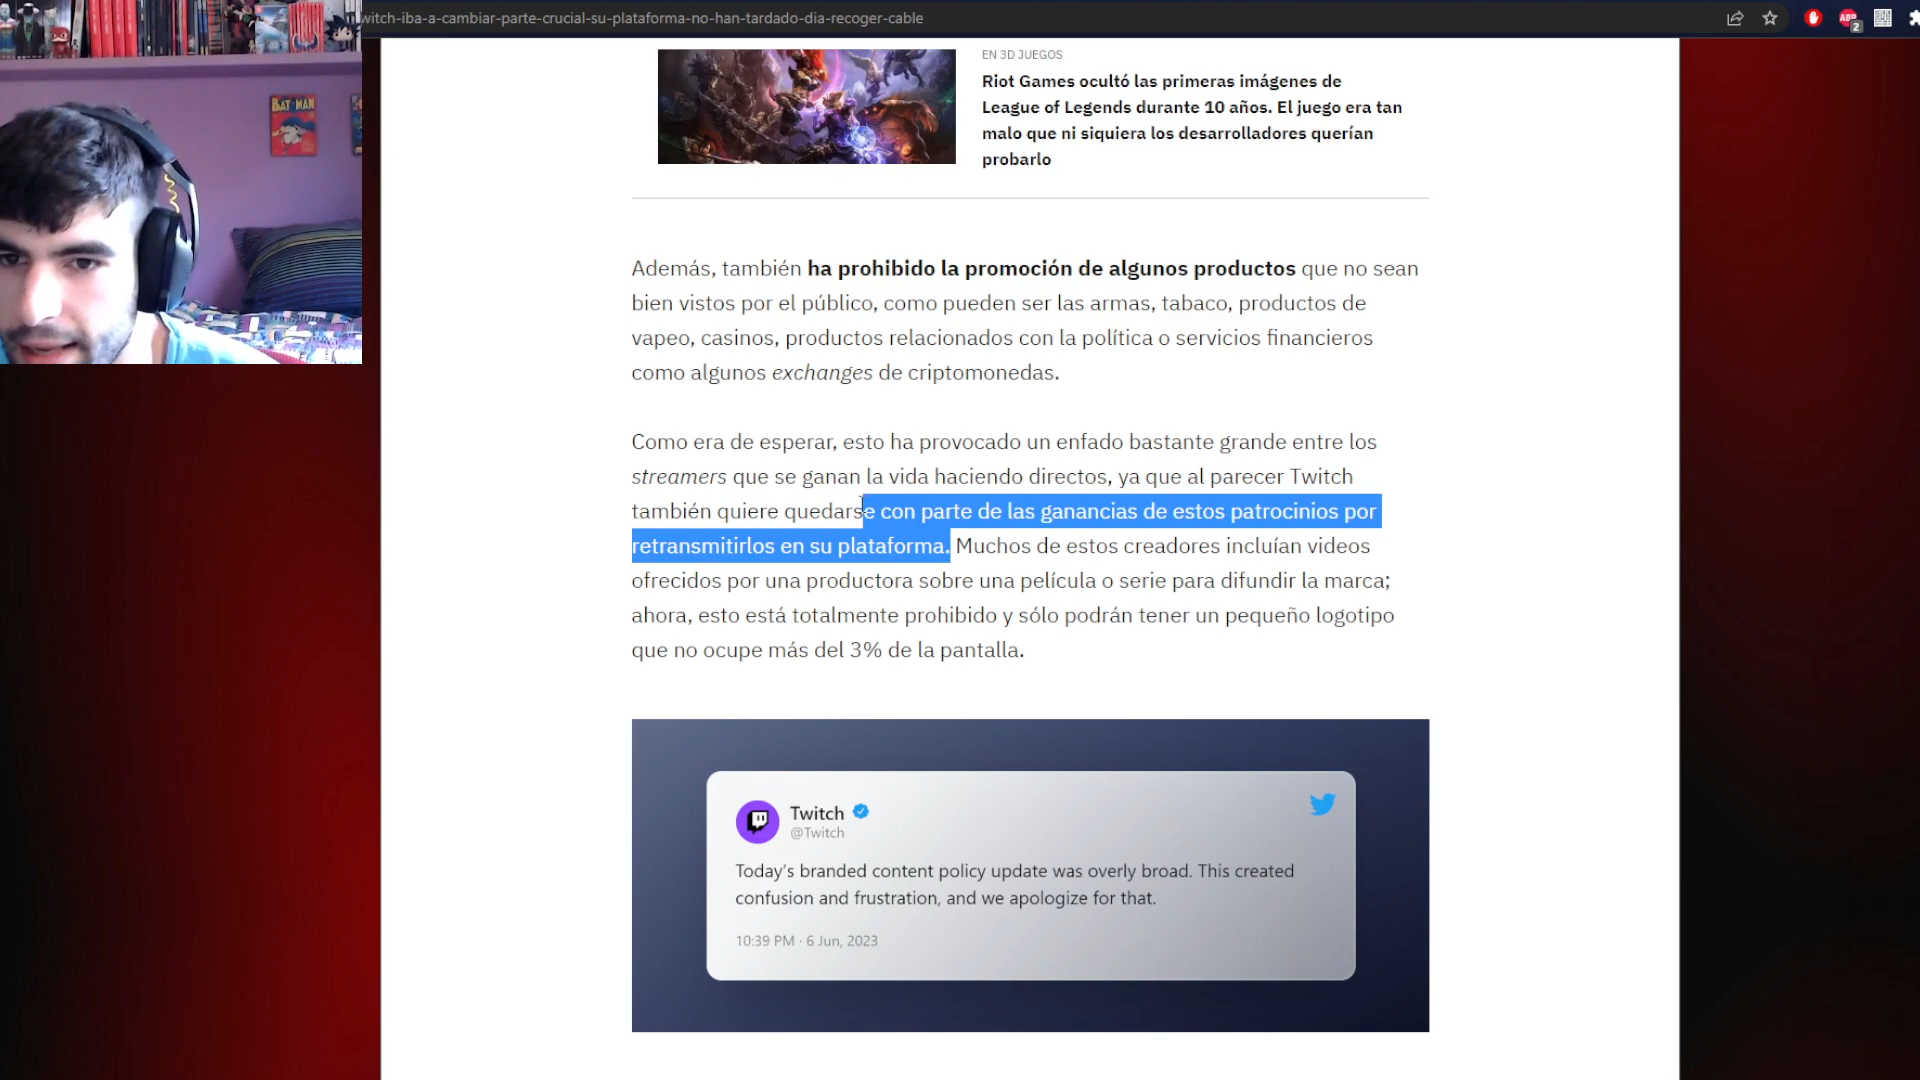 witch-iba-a-cambiar-parte-crucial-su-plataforma-no-han-tardado-dia-recoger-cable
ABP
2
BATMAN
EN 3D JUEGOS
Riot Games ocultó las primeras imágenes de
League of Legends durante 10 años. El juego era tan
malo que ni siquiera los desarrolladores querían
probarlo
Además, también ha prohibido la promoción de algunos productos que no sean
bien vistos por el público, como pueden ser las armas, tabaco, productos de
vapeo, casinos, productos relacionados con la política o servicios financieros
como algunos exchanges de criptomonedas.
Como era de esperar, esto ha provocado un enfado bastante grande entre los
streamers que se ganan la vida haciendo directos, ya que al parecer Twitch
también quiere quedarse con parte de las ganancias de estos patrocinios por
retransmitirlos en su plataforma. Muchos de estos creadores incluían videos
ofrecidos por una productora sobre una película o serie para difundir la marca;
ahora, esto está totalmente prohibido y sólo podrán tener un pequeño logotipo
que no ocupe más del 3% de la pantalla.
Twitch
@Twitch
Today's branded content policy update was overly broad. This created
confusion and frustration, and we apologize for that.
10:39 PM · 6 Jun, 2023